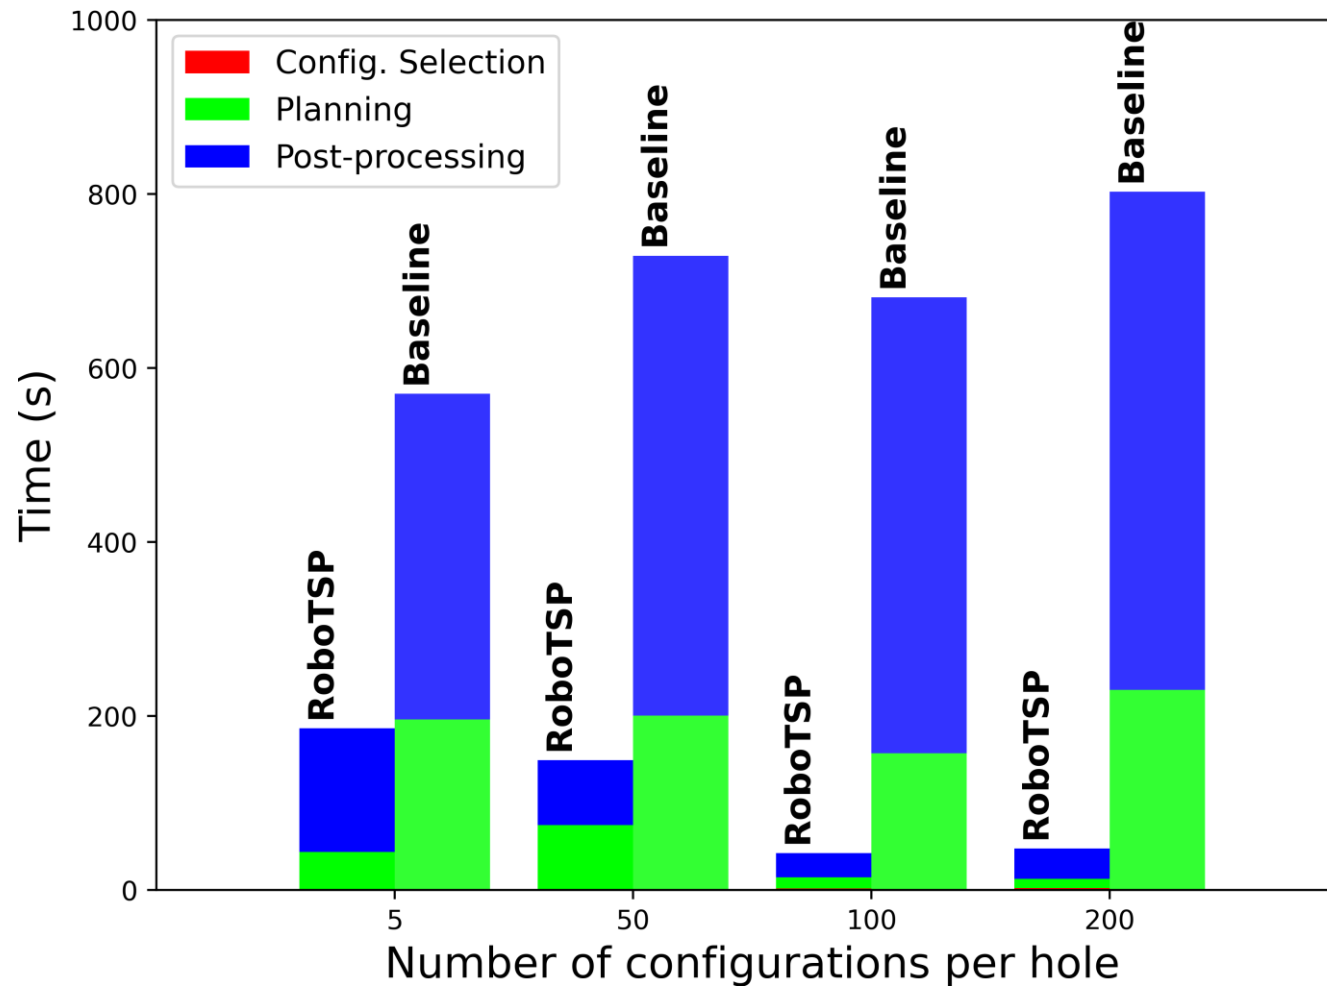 Config. Selection
Planning
Post-processing
1000
800
600
400
200
0
Time (s)
RoboTSP
Baseline
RoboTSP
Baseline
RoboTSP
Baseline
RoboTSP
Baseline
5
50
100
200
Number of configurations per hole